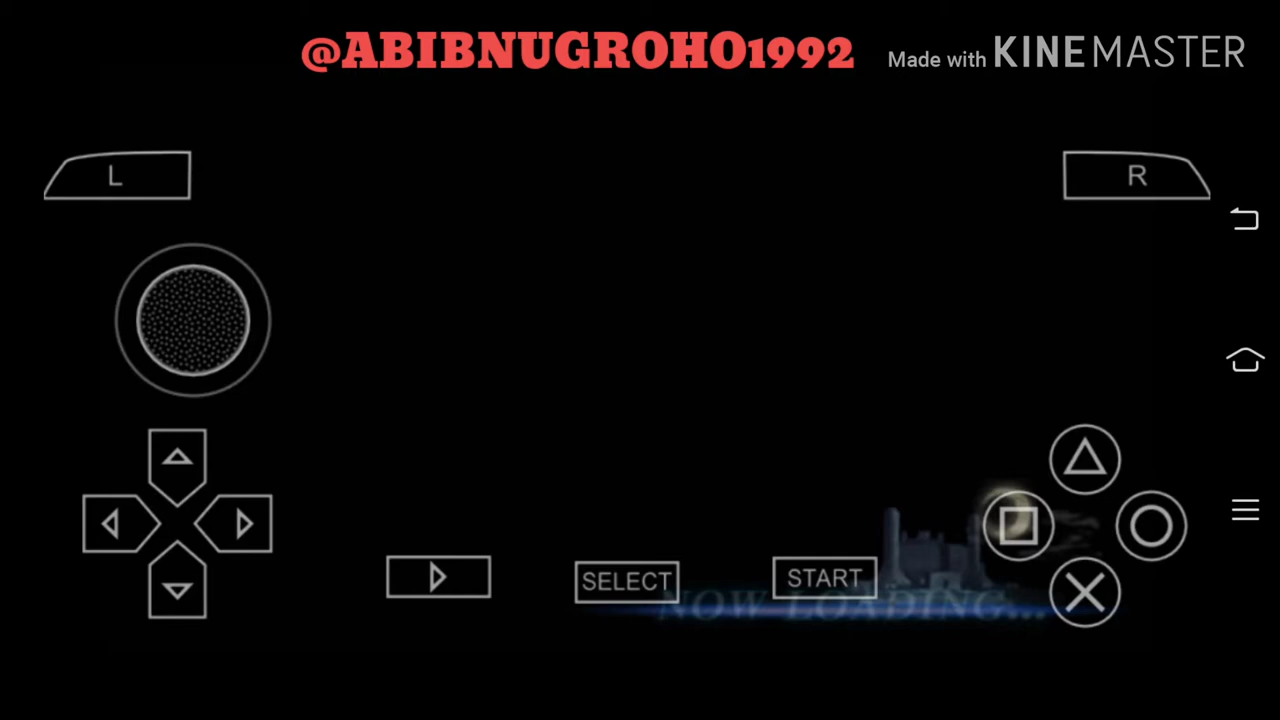 @ABIBNUGROHO1992
Made with KINEMASTER
L
R
SELECT
START
NOW LOADING...